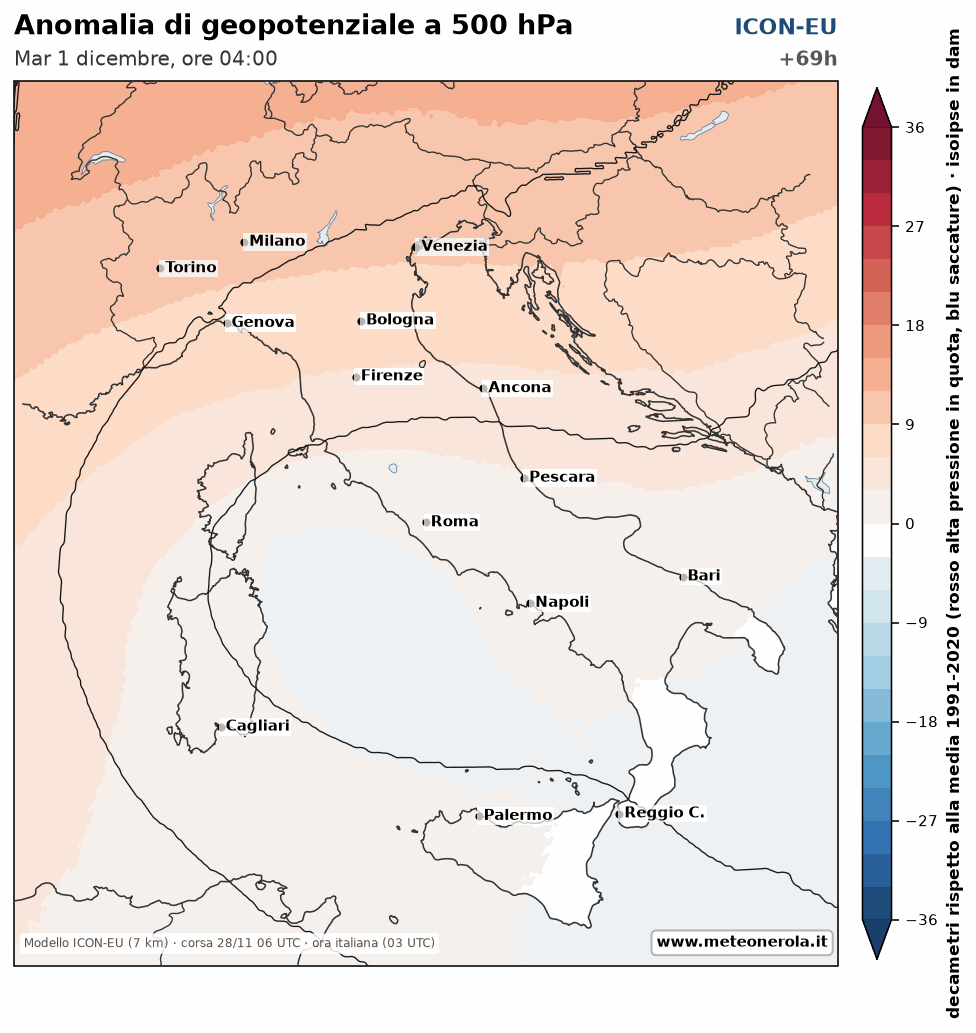 Anomalia di geopotenziale a 500 hPa
ICON-EU
Mar 1 dicembre, ore 04:00
+69h
Milano
Venezia
Torino
Genova
Bologna
Firenze
Ancona
Pescara
Roma
Bari
Napoli
Cagliari
Palermo
Reggio C.
Modello ICON-EU (7 km) · corsa 28/11 06 UTC · ora italiana (03 UTC)
www.meteonerola.it
36
27
18
9
0
−9
−18
−27
−36
decametri rispetto alla media 1991-2020 (rosso alta pressione in quota, blu saccature) · isoipse in dam